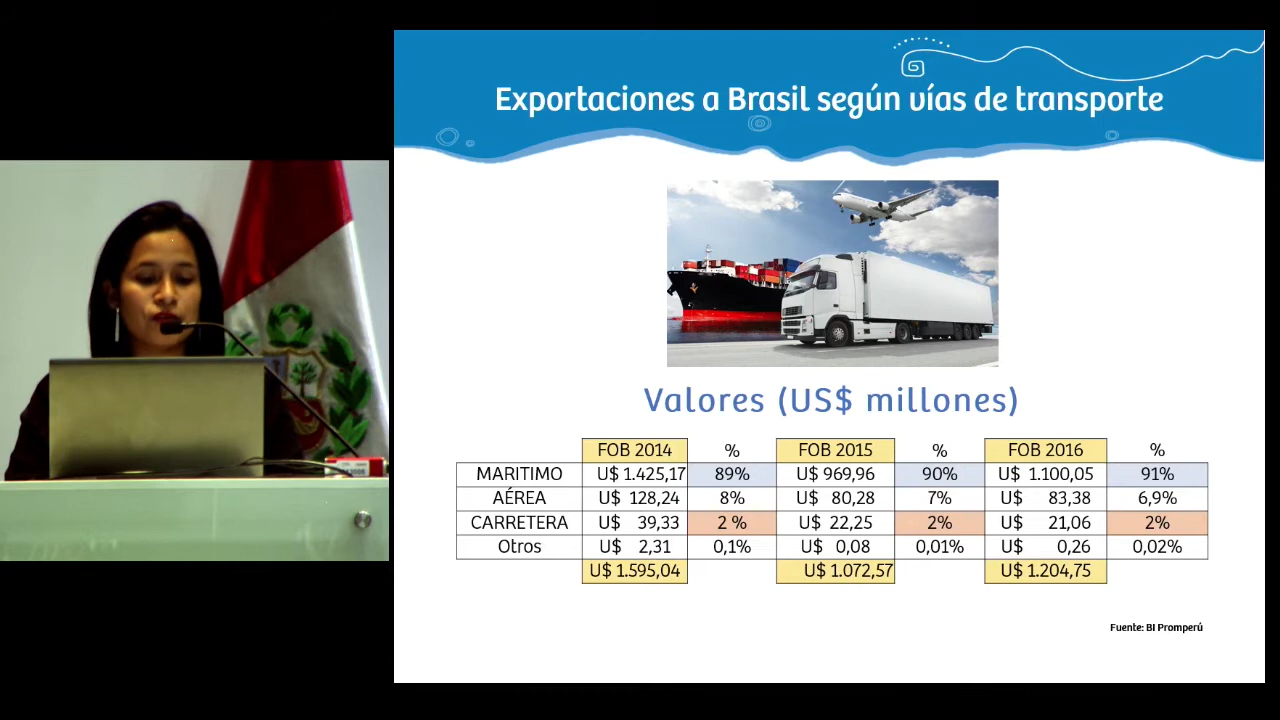 Exportaciones a Brasil según vías de transporte
Valores (US$ millones)
FOB 2014 % FOB 2015 % FOB 2016 %
MARITIMO U$ 1.425,17 89% U$ 969,96 90% U$ 1.100,05 91%
AÉREA U$ 128,24 8% U$ 80,28 7% U$ 83,38 6,9%
CARRETERA U$ 39,33 2 % U$ 22,25 2% U$ 21,06 2%
Otros U$ 2,31 0,1% U$ 0,08 0,01% U$ 0,26 0,02%
U$ 1.595,04 U$ 1.072,57 U$ 1.204,75
Fuente: BI Promperú